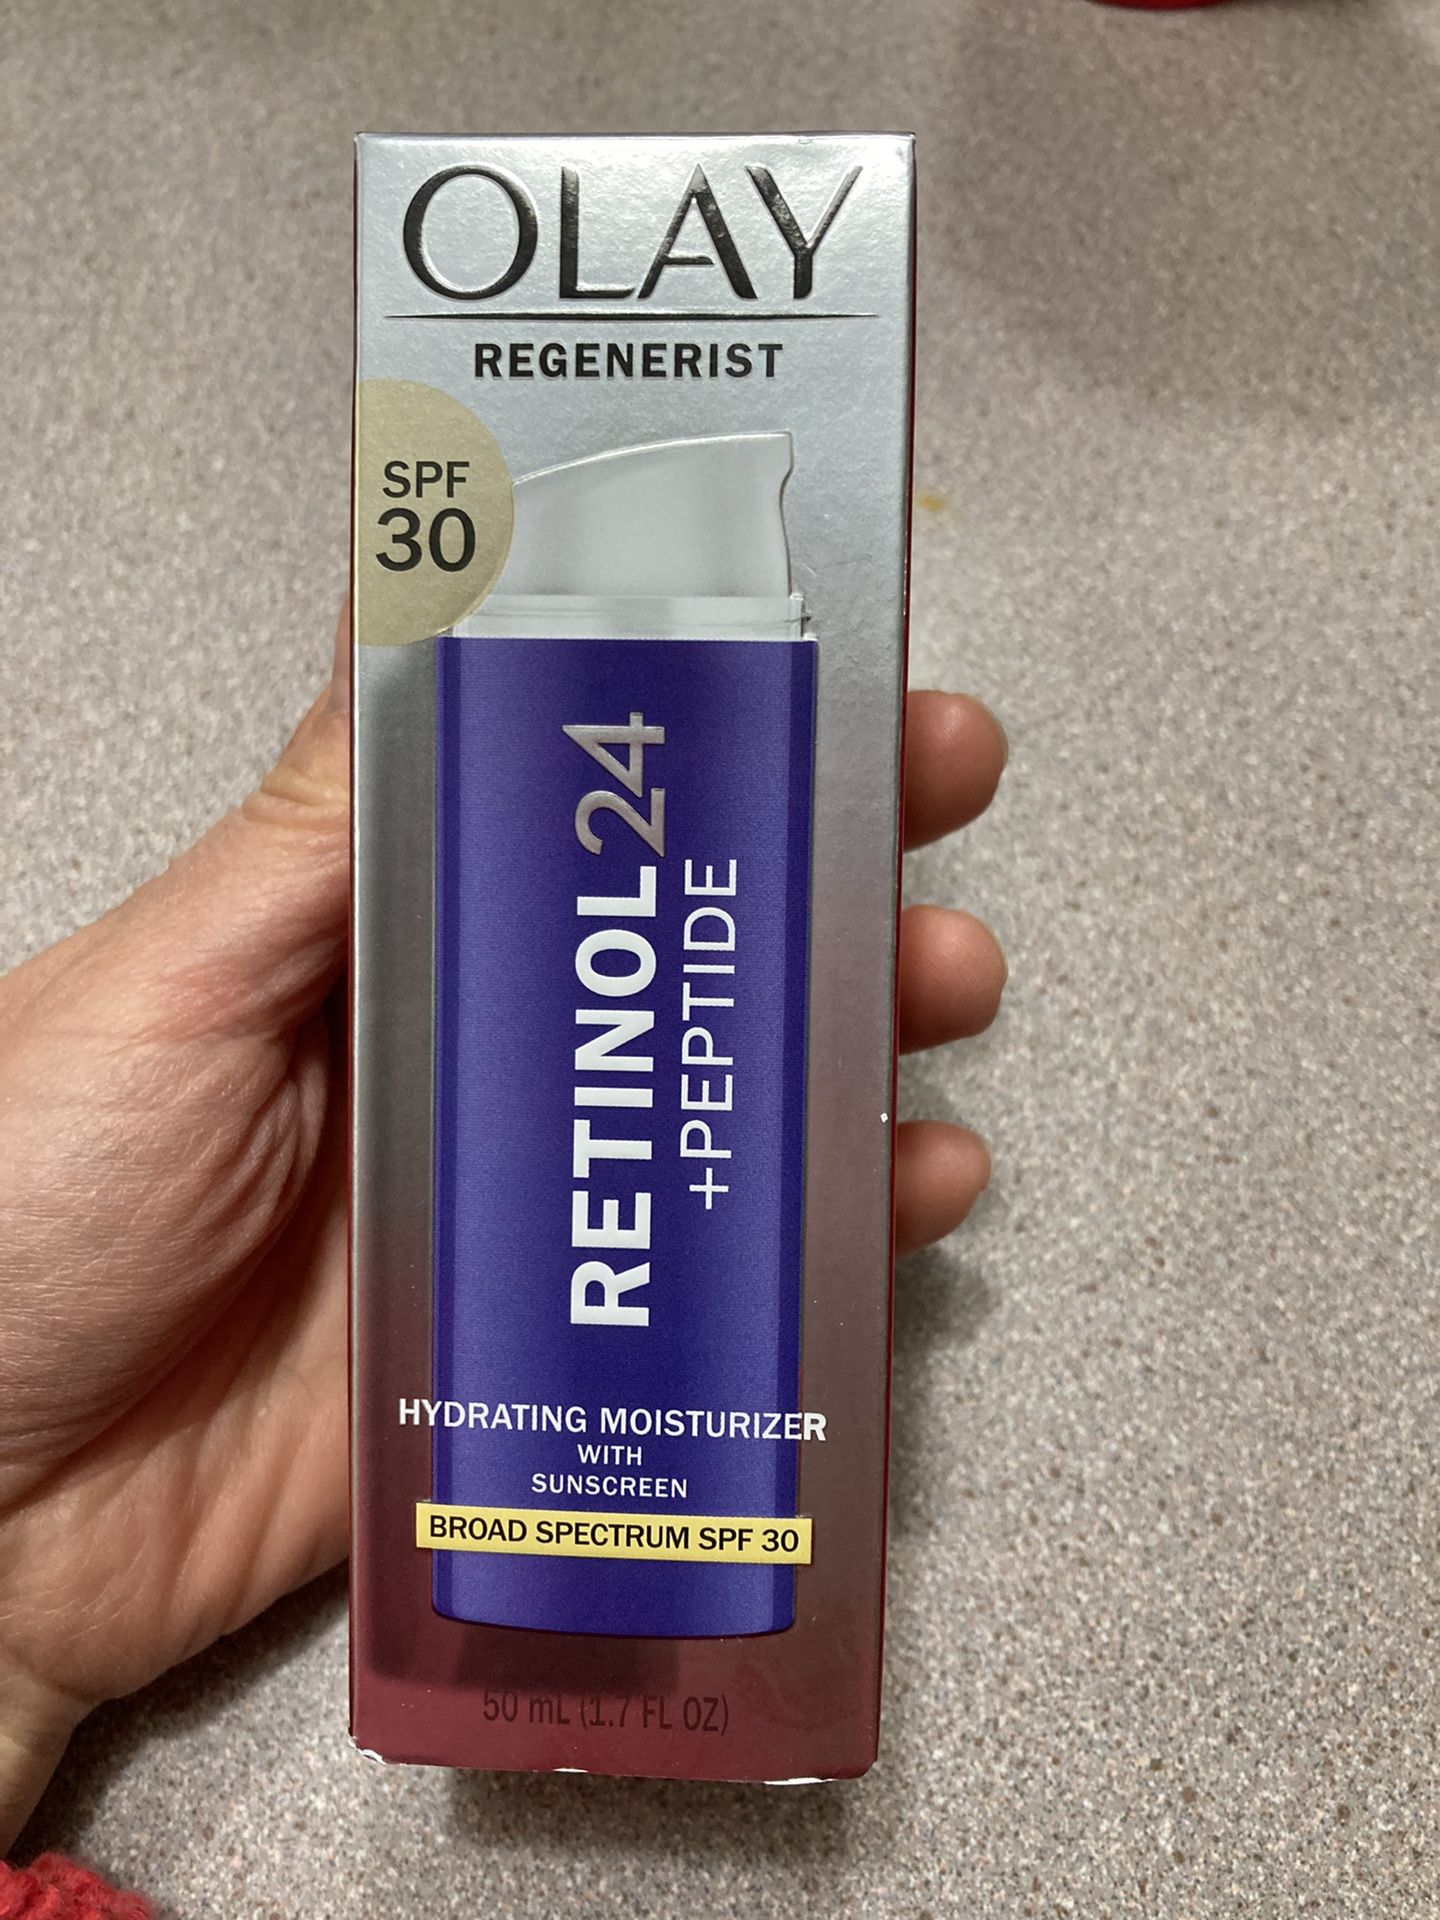 OLAY
REGENERIST
SPF
30
RETINOL24
+PEPTIDE
HYDRATING MOISTURIZER
WITH
SUNSCREEN
BROAD SPECTRUM SPF 30
50 mL (1.7 FL OZ)